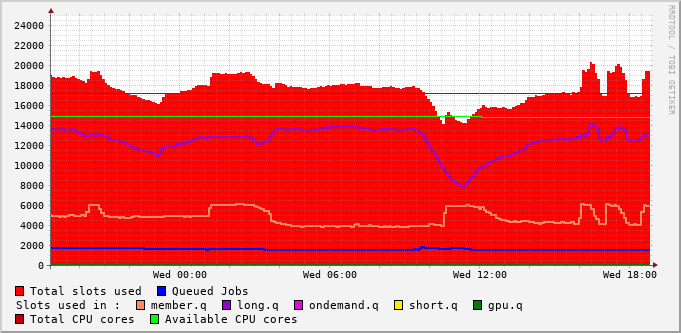 RRDTOOL / TOBI OETIKER
24000
22000
20000
18000
16000
14000
12000
10000
8000
6000
4000
2000
0
Wed 00:00 Wed 06:00 Wed 12:00 Wed 18:00
Total slots used Queued Jobs
Slots used in : member.q long.q ondemand.q short.q gpu.q
Total CPU cores Available CPU cores